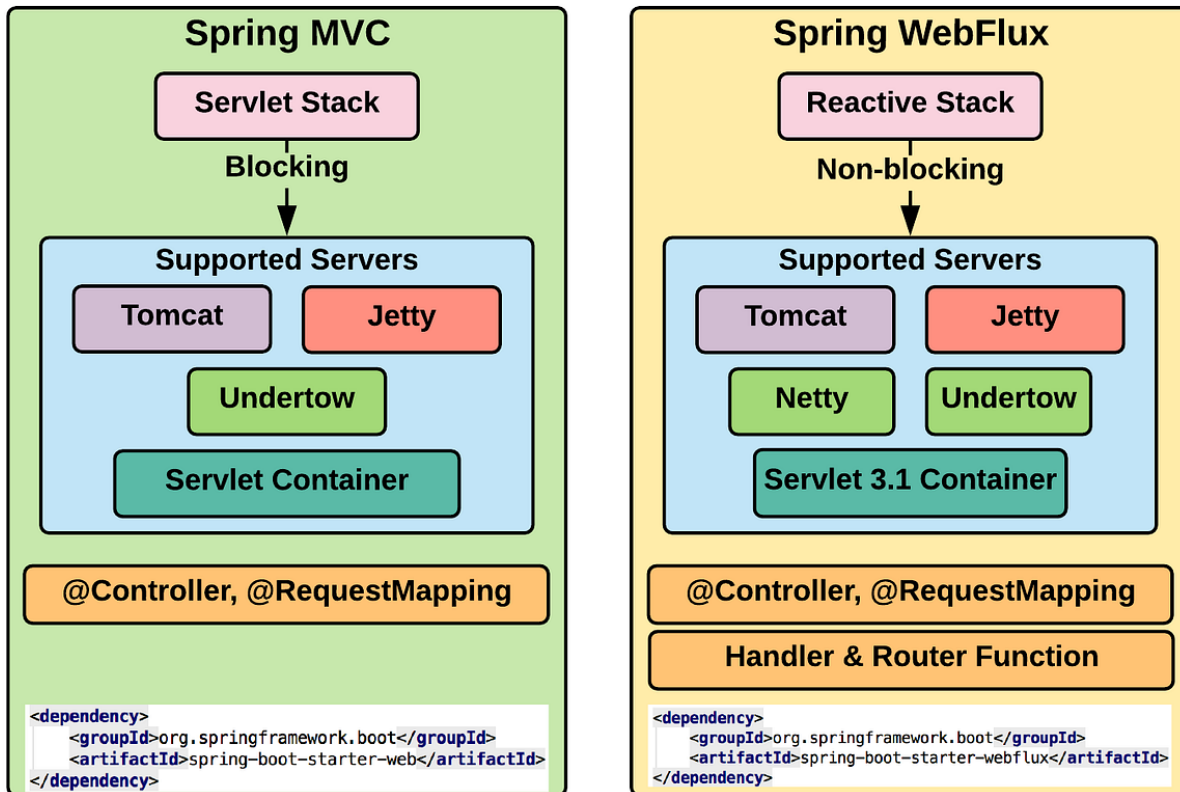 Spring MVC
Servlet Stack
Blocking
Supported Servers
Tomcat
Jetty
Undertow
Servlet Container
@Controller, @RequestMapping
<dependency>
<groupId>org.springframework.boot</groupId>
<artifactId>spring-boot-starter-web</artifactId>
</dependency>
Spring WebFlux
Reactive Stack
Non-blocking
Supported Servers
Tomcat
Jetty
Netty
Undertow
Servlet 3.1 Container
@Controller, @RequestMapping
Handler & Router Function
<dependency>
<groupId>org.springframework.boot</groupId>
<artifactId>spring-boot-starter-webflux</artifactId>
</dependency>